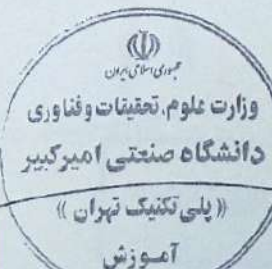 جمهوری اسلامی ایران
وزارت علوم، تحقیقات و فناوری
دانشگاه صنعتی امیرکبیر
«پلی تکنیک تهران»
آموزش